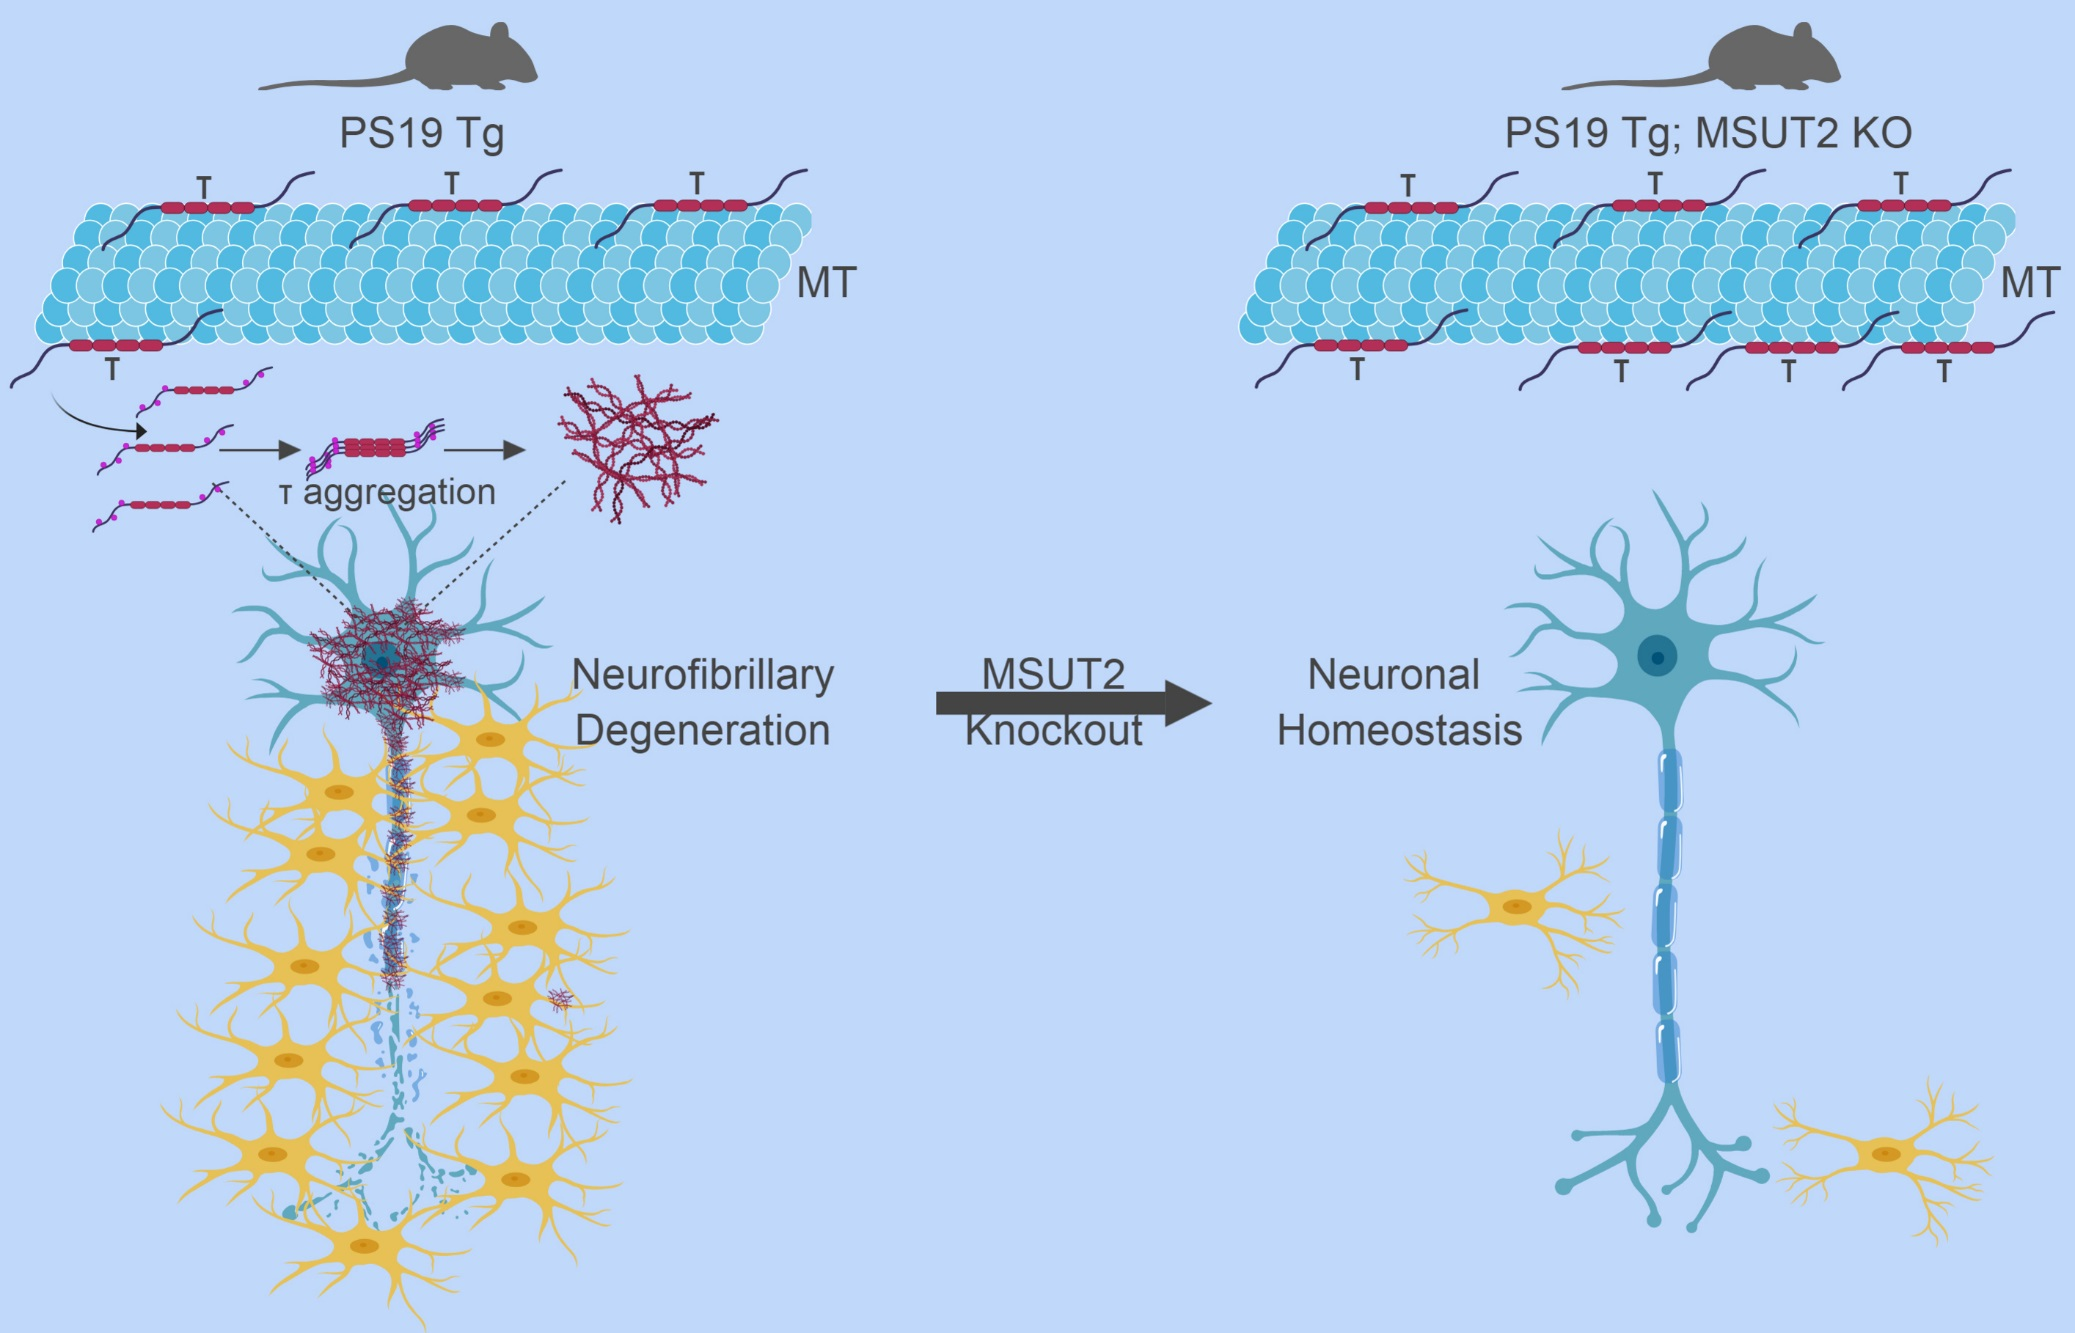 PS19 Tg
T
T
T
MT
T
τ aggregation
Neurofibrillary
Degeneration
MSUT2
Knockout
PS19 Tg; MSUT2 KO
T
T
T
MT
T
T
T
T
Neuronal
Homeostasis